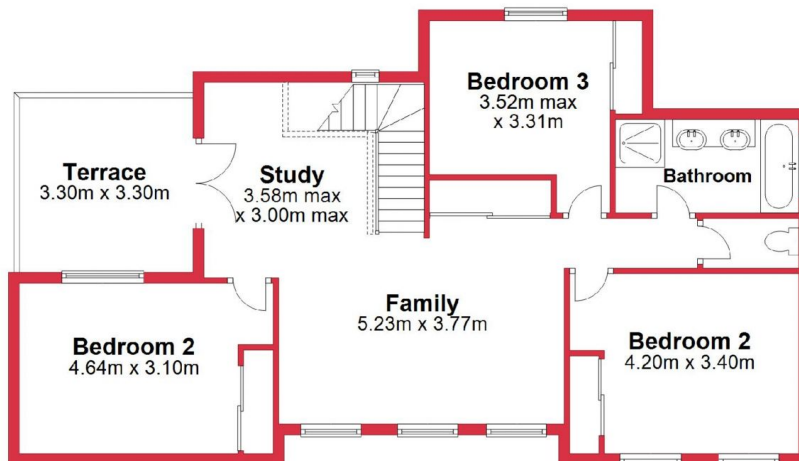 Bedroom 3
3.52m max
x 3.31m
Terrace
3.30m x 3.30m
Study
3.58m max
x 3.00m max
Bathroom
Family
5.23m x 3.77m
Bedroom 2
4.64m x 3.10m
Bedroom 2
4.20m x 3.40m